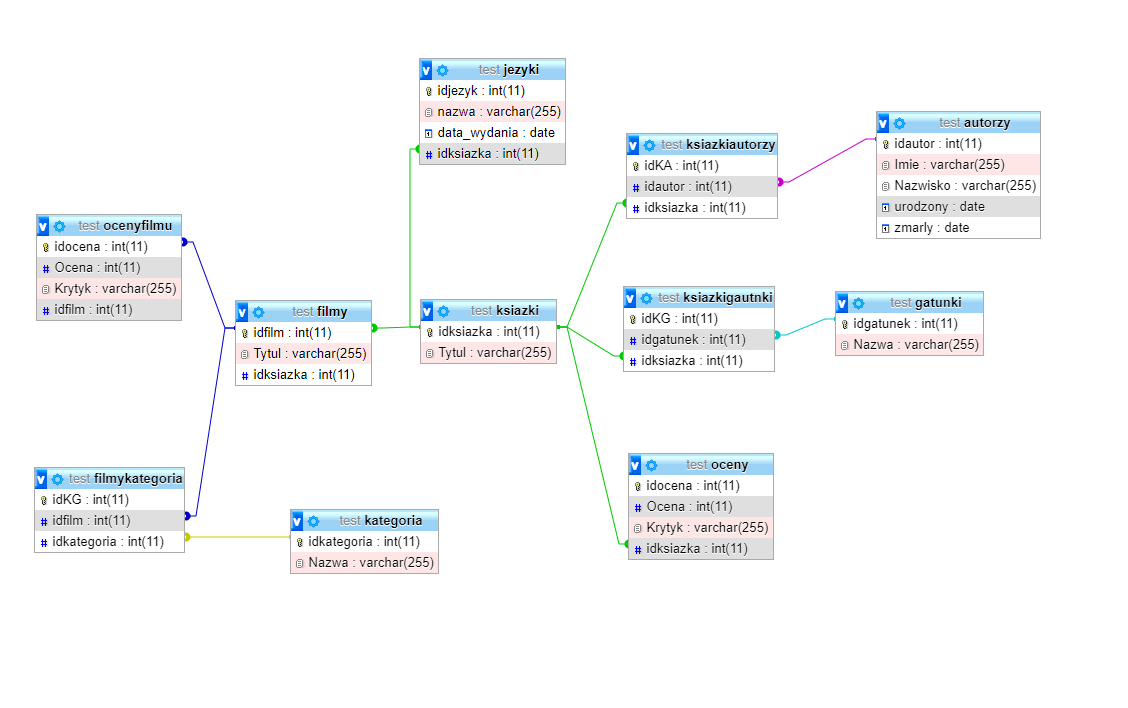 test jezyki
idjezyk : int(11)
nazwa : varchar(255)
data_wydania : date
idksiazka : int(11)
test autorzy
idautor : int(11)
Imie : varchar(255)
Nazwisko : varchar(255)
urodzony : date
zmarly : date
test ksiazkiautorzy
idKA : int(11)
idautor : int(11)
idksiazka : int(11)
test ocenyfilmu
idocena : int(11)
Ocena : int(11)
Krytyk : varchar(255)
idfilm : int(11)
test filmy
idfilm : int(11)
Tytul : varchar(255)
idksiazka : int(11)
test ksiazki
idksiazka : int(11)
Tytul : varchar(255)
test ksiazkigautnki
idKG : int(11)
idgatunek : int(11)
idksiazka : int(11)
test gatunki
idgatunek : int(11)
Nazwa : varchar(255)
test filmykategoria
idKG : int(11)
idfilm : int(11)
idkategoria : int(11)
test kategoria
idkategoria : int(11)
Nazwa : varchar(255)
test oceny
idocena : int(11)
Ocena : int(11)
Krytyk : varchar(255)
idksiazka : int(11)